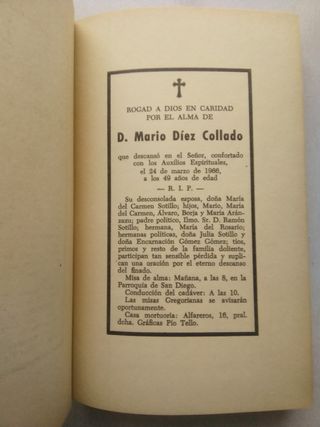 ROGAD A DIOS EN CARIDAD
POR EL ALMA DE
D. Mario Díez Collado
que descansó en el Señor, confortado
con los Auxilios Espirituales,
el 24 de marzo de 1966,
a los 49 años de edad
— R. I. P. —
Su desconsolada esposa, doña María
del Carmen Sotillo; hijos, Mario, María
del Carmen, Alvaro, Borja y María Arán-
zazu; padre político, Ilmo. Sr. D. Ramón
Sotillo, hermana, María del Rosario;
hermanas políticas, doña Julia Sotillo y
doña Encarnación Gómez Gómez; tíos,
primos y resto de la familia doliente,
participan tan sensible pérdida y supli-
can una oración por el eterno descanso
del finado.
Misa de alma: Mañana, a las 8, en la
Parroquia de San Diego.
Conducción del cadáver: A las 10.
Las misas Gregorianas se avisarán
oportunamente.
Casa mortuoria: Alfareros, 16, pral.
dcha. Gráficas Pío Tello.